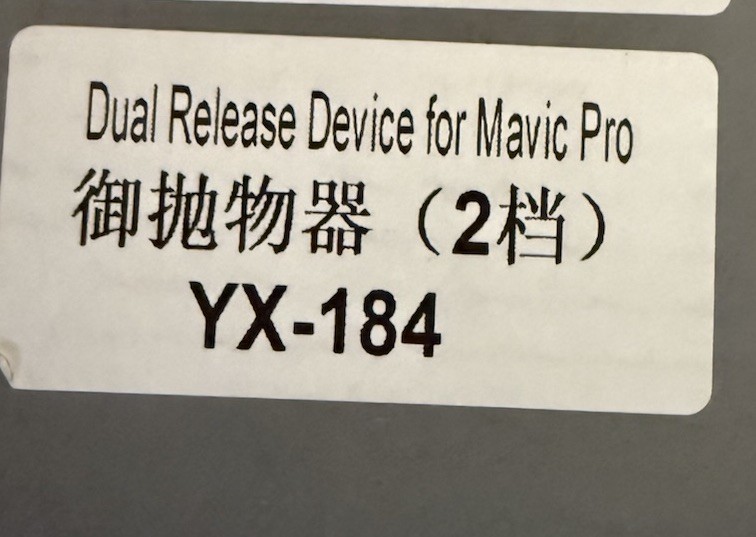 Dual Release Device for Mavic Pro
御抛物器（2档）
YX-184